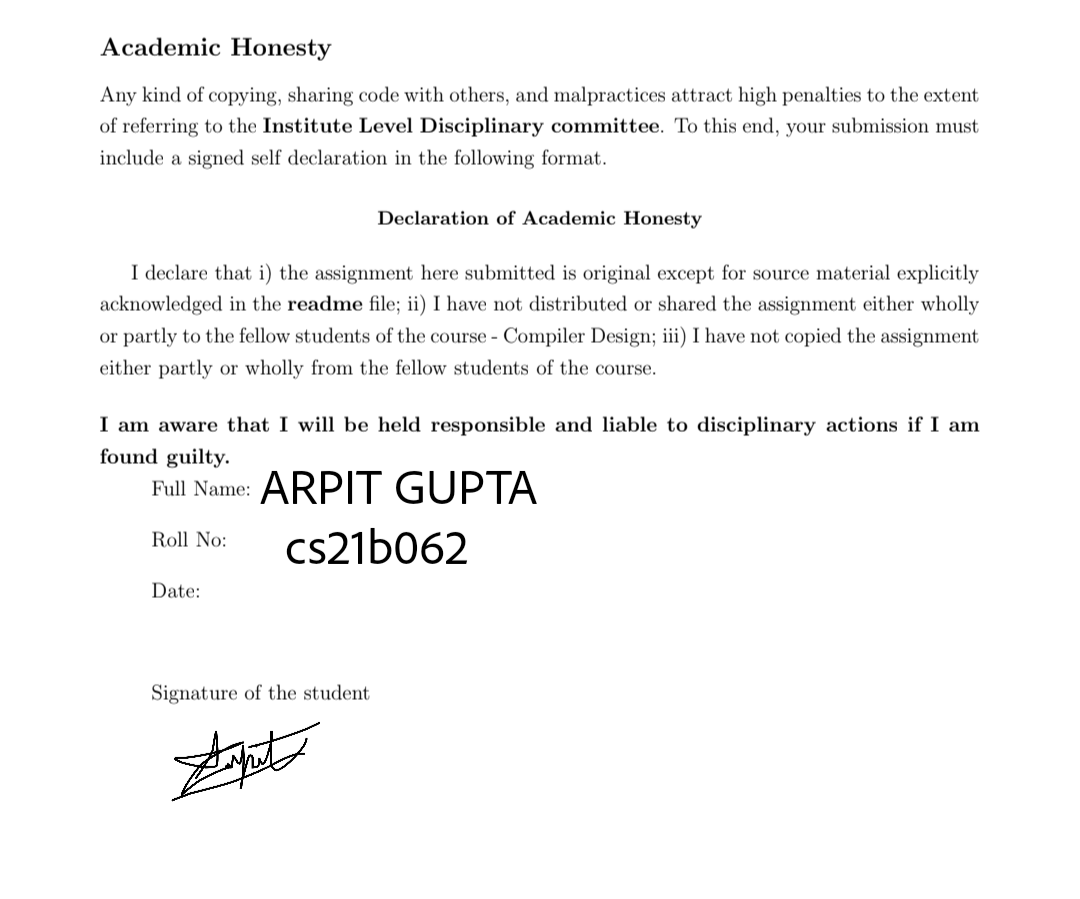 Academic Honesty
Any kind of copying, sharing code with others, and malpractices attract high penalties to the extent
of referring to the Institute Level Disciplinary committee. To this end, your submission must
include a signed self declaration in the following format.
Declaration of Academic Honesty
I declare that i) the assignment here submitted is original except for source material explicitly
acknowledged in the readme file; ii) I have not distributed or shared the assignment either wholly
or partly to the fellow students of the course - Compiler Design; iii) I have not copied the assignment
either partly or wholly from the fellow students of the course.
I am aware that I will be held responsible and liable to disciplinary actions if I am
found guilty.
Full Name: ARPIT GUPTA
Roll No: cs21b062
Date:
Signature of the student
Arpit